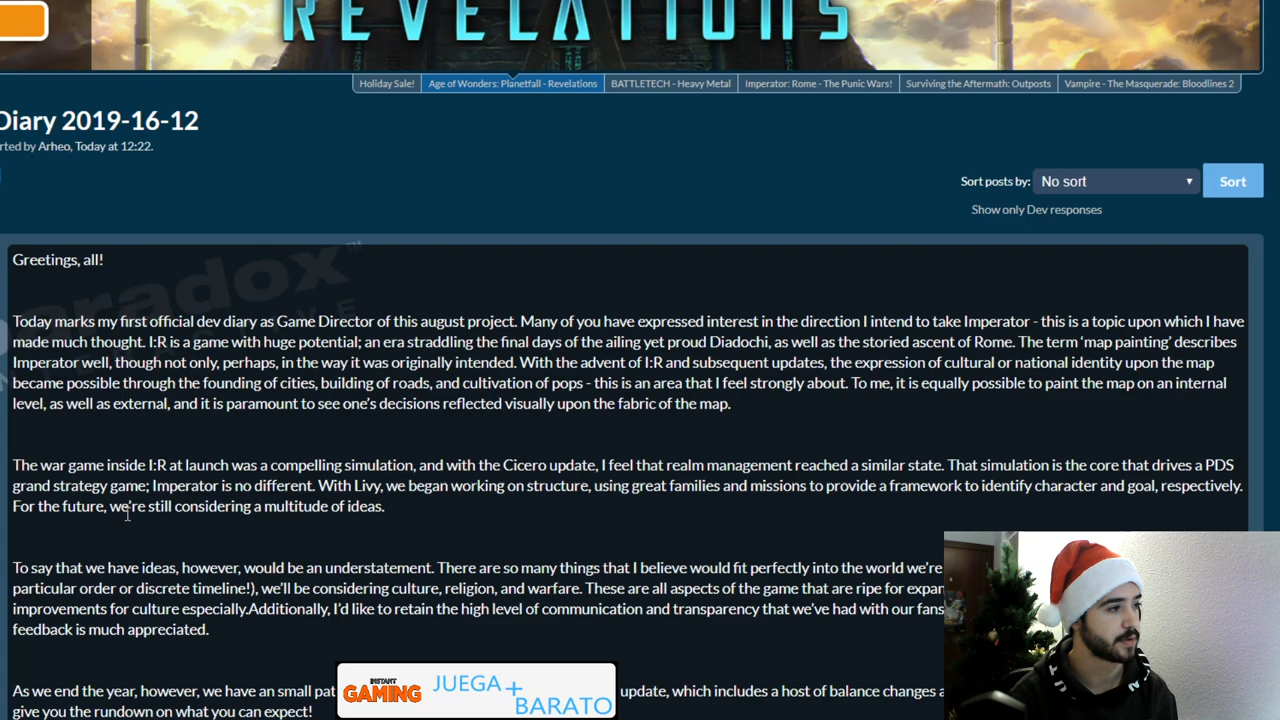 REVELATIONS
Holiday Sale! Age of Wonders: Planetfall - Revelations BATTLETECH - Heavy Metal Imperator: Rome - The Punic Wars! Surviving the Aftermath: Outposts Vampire - The Masquerade: Bloodlines 2
Diary 2019-16-12
rted by Arheo, Today at 12:22.
Sort posts by: No sort Sort
Show only Dev responses
paradox
Greetings, all!
Today marks my first official dev diary as Game Director of this august project. Many of you have expressed interest in the direction I intend to take Imperator - this is a topic upon which I have
made much thought. I:R is a game with huge potential; an era straddling the final days of the ailing yet proud Diadochi, as well as the storied ascent of Rome. The term ‘map painting’ describes
Imperator well, though not only, perhaps, in the way it was originally intended. With the advent of I:R and subsequent updates, the expression of cultural or national identity upon the map
became possible through the founding of cities, building of roads, and cultivation of pops - this is an area that I feel strongly about. To me, it is equally possible to paint the map on an internal
level, as well as external, and it is paramount to see one’s decisions reflected visually upon the fabric of the map.
The war game inside I:R at launch was a compelling simulation, and with the Cicero update, I feel that realm management reached a similar state. That simulation is the core that drives a PDS
grand strategy game; Imperator is no different. With Livy, we began working on structure, using great families and missions to provide a framework to identify character and goal, respectively.
For the future, we’re still considering a multitude of ideas.
To say that we have ideas, however, would be an understatement. There are so many things that I believe would fit perfectly into the world we’re
particular order or discrete timeline!), we’ll be considering culture, religion, and warfare. These are all aspects of the game that are ripe for expan
improvements for culture especially.Additionally, I’d like to retain the high level of communication and transparency that we’ve had with our fans
feedback is much appreciated.
As we end the year, however, we have an small pat update, which includes a host of balance changes a
give you the rundown on what you can expect!
INSTANT
GAMING
JUEGA+
BARATO